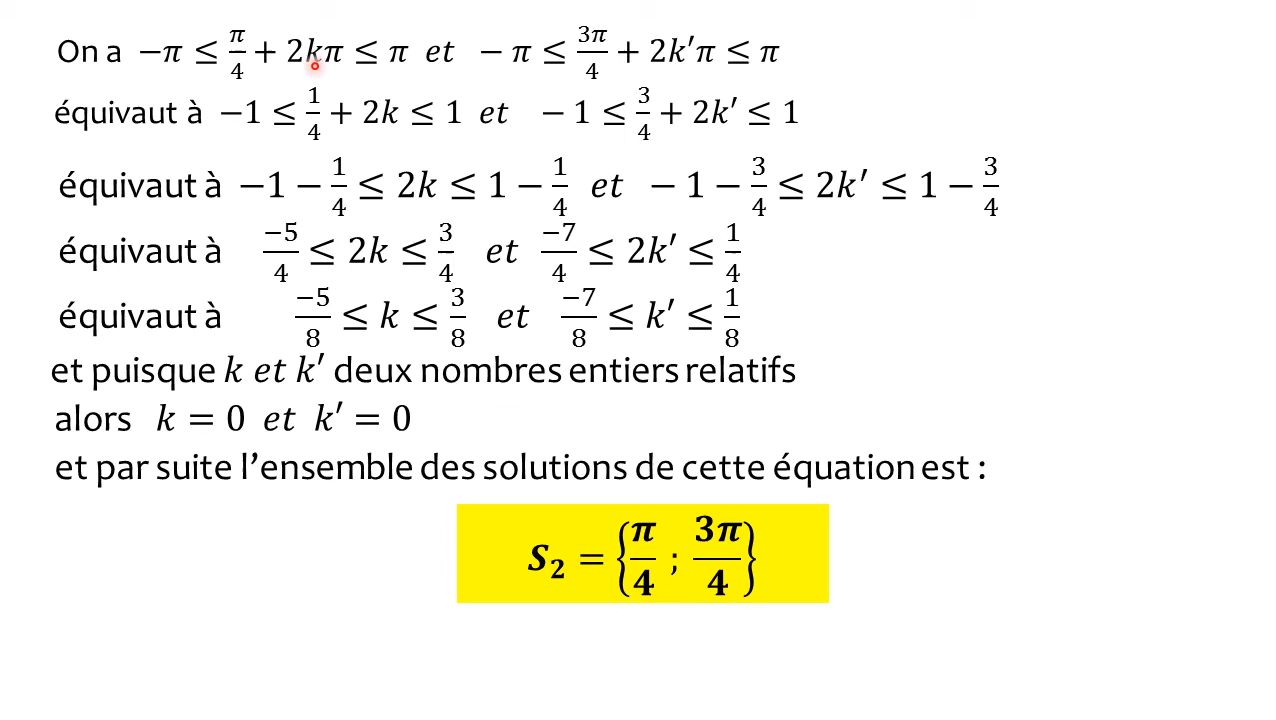 On a −π ≤ π/4 + 2kπ ≤ π et − π ≤ 3π/4 + 2k′π ≤ π
équivaut à −1 ≤ 1/4 + 2k ≤ 1 et − 1 ≤ 3/4 + 2k′ ≤ 1
équivaut à −1 − 1/4 ≤ 2k ≤ 1 − 1/4 et − 1 − 3/4 ≤ 2k′ ≤ 1 − 3/4
équivaut à −5/4 ≤ 2k ≤ 3/4 et −7/4 ≤ 2k′ ≤ 1/4
équivaut à −5/8 ≤ k ≤ 3/8 et −7/8 ≤ k′ ≤ 1/8
et puisque k et k′ deux nombres entiers relatifs
alors k = 0 et k′ = 0
et par suite l’ensemble des solutions de cette équation est :
S₂ = {π/4 ; 3π/4}